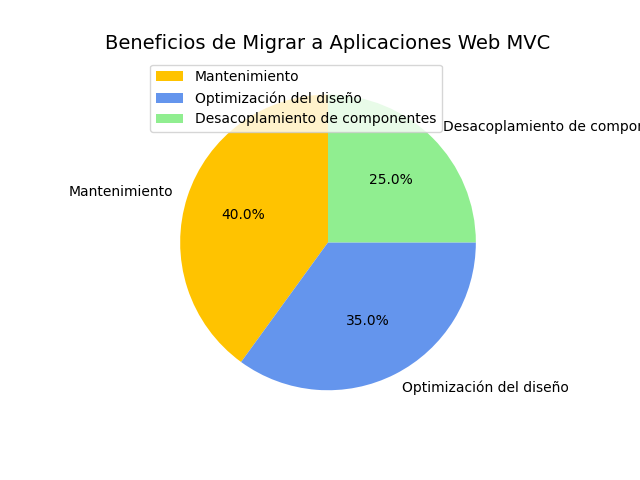 Beneficios de Migrar a Aplicaciones Web MVC
Mantenimiento
Optimización del diseño
Desacoplamiento de componentes
Desacoplamiento de compor
25.0%
Mantenimiento
40.0%
35.0%
Optimización del diseño